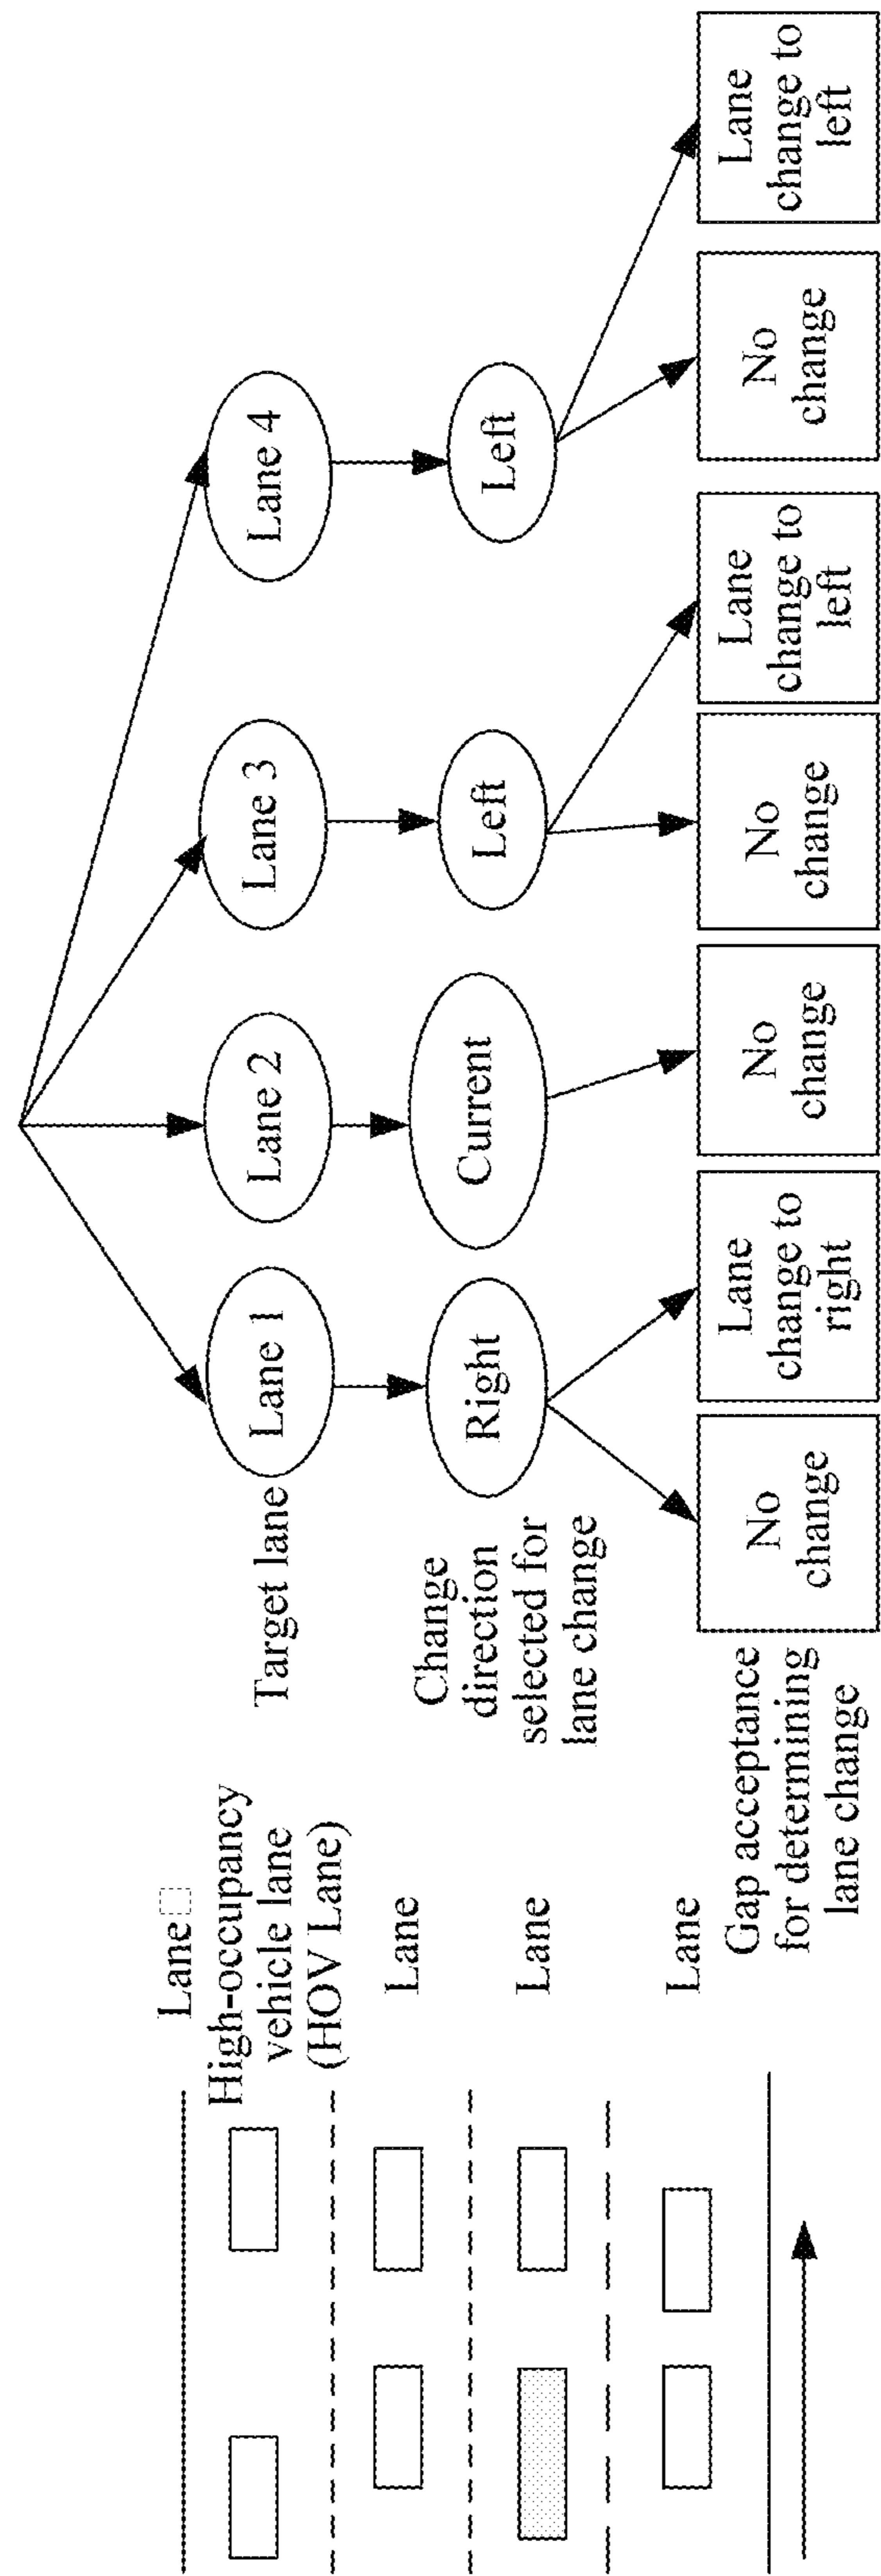 Lane
High-occupancy
vehicle lane
(HOV Lane)
Lane
Lane
Lane
Target lane
Lane 1
Lane 2
Lane 3
Lane 4
Change
direction
selected for
lane change
Right
Current
Left
Left
Gap acceptance
for determining
lane change
No
change
Lane
change to
right
No
change
No
change
Lane
change to
left
No
change
Lane
change to
left